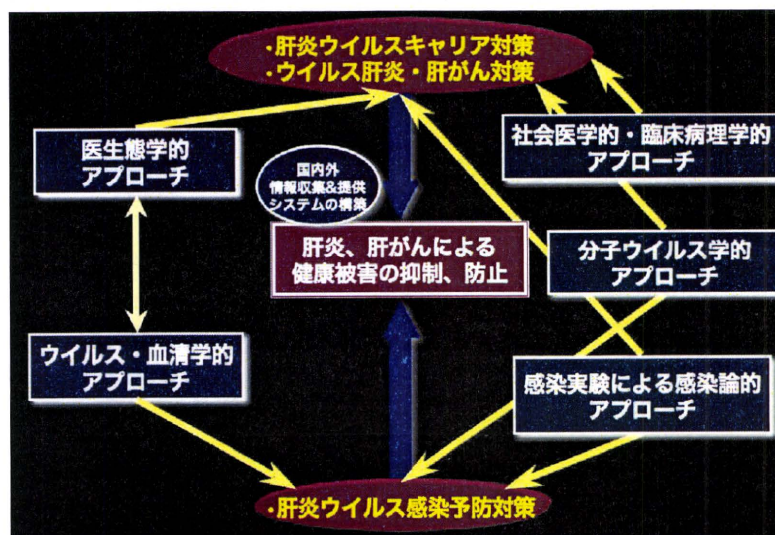 ・肝炎ウイルスキャリア対策
・ウイルス肝炎・肝がん対策
医生態学的
アプローチ
国内外
情報収集&提供
システムの構築
社会医学的・臨床病理学的
アプローチ
肝炎、肝がんによる
健康被害の抑制、防止
分子ウイルス学的
アプローチ
ウイルス・血清学的
アプローチ
感染実験による感染論的
アプローチ
・肝炎ウイルス感染予防対策